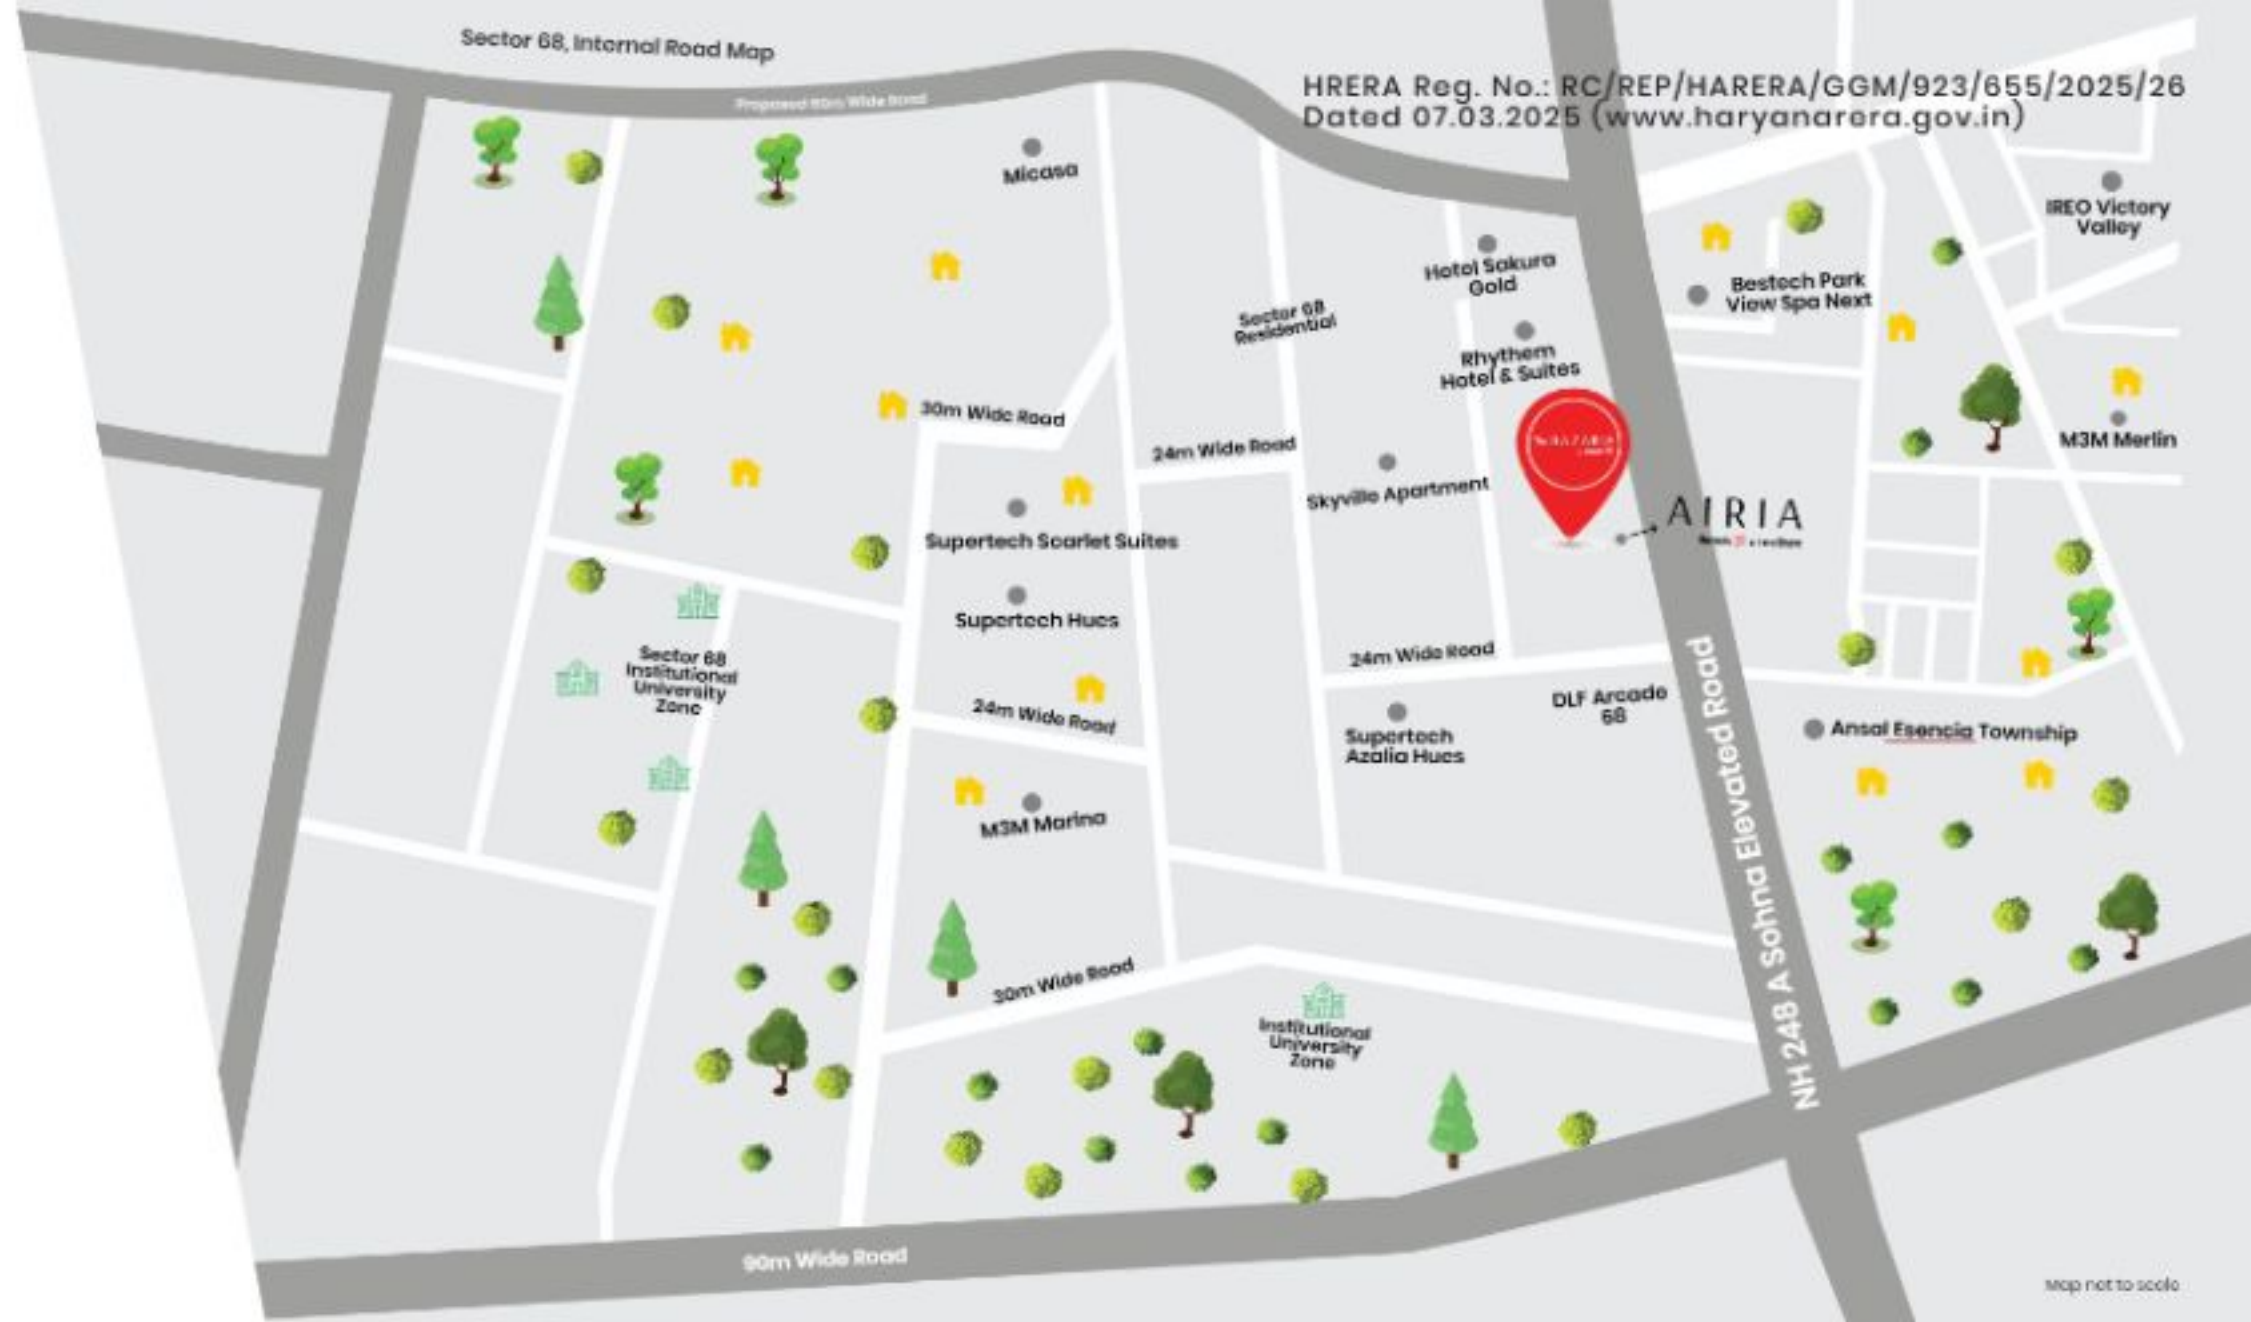 Sector 68, Internal Road Map
HRERA Reg. No.: RC/REP/HARERA/GGM/923/655/2025/26
Dated 07.03.2025 (www.haryanarera.gov.in)
Proposed 60m Wide Road
Micasa
IREO Victory
Valley
Hotel Sakura
Gold
Bestech Park
View Spa Next
Sector 68
Residential
Rhythem
Hotel & Suites
30m Wide Road
24m Wide Road
M3M Merlin
Skyville Apartment
AIRIA
Supertech Scarlet Suites
Supertech Hues
Sector 68
Institutional
University
Zone
24m Wide Road
24m Wide Road
DLF Arcade
68
Supertech
Azalia Hues
Ansal Esencia Township
NH 248 A Sohna Elevated Road
M3M Marina
30m Wide Road
Institutional
University
Zone
90m Wide Road
Map not to scale